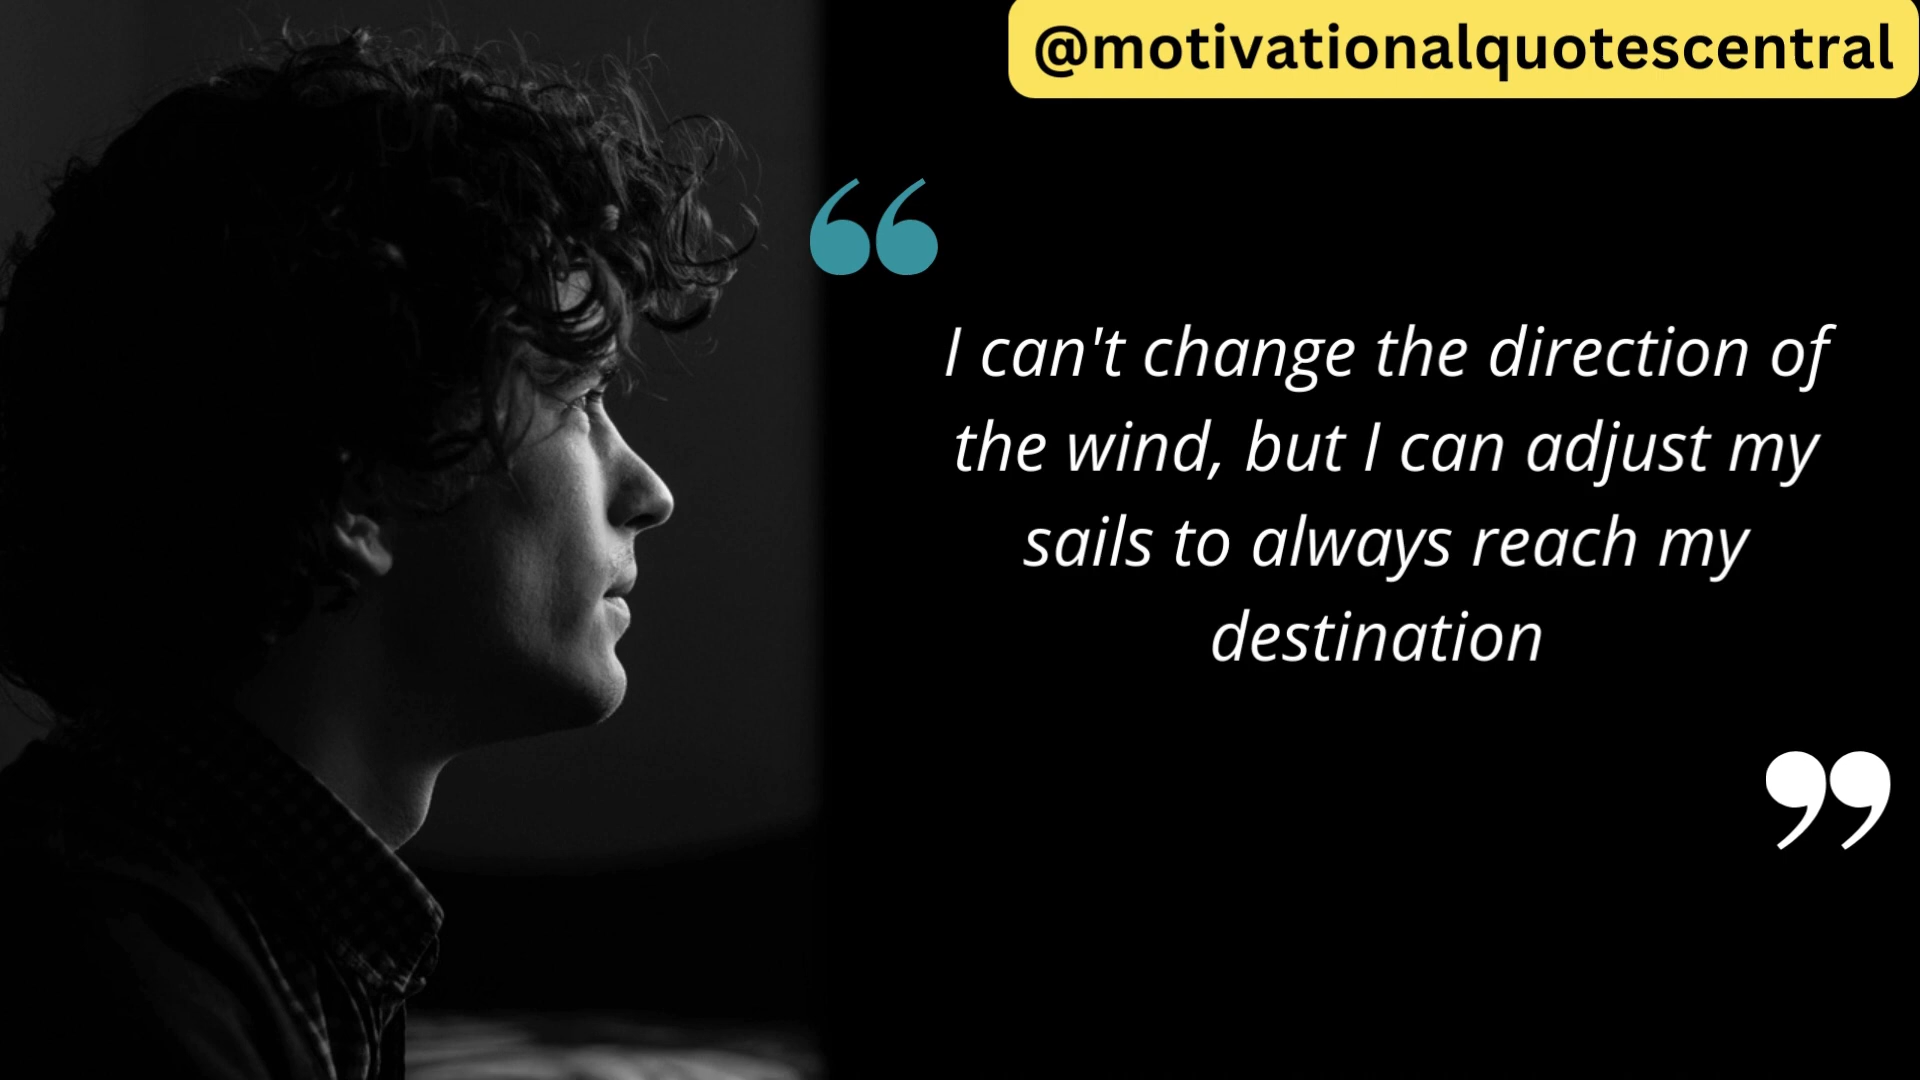 @motivationalquotescentral
“
I can't change the direction of
the wind, but I can adjust my
sails to always reach my
destination
”